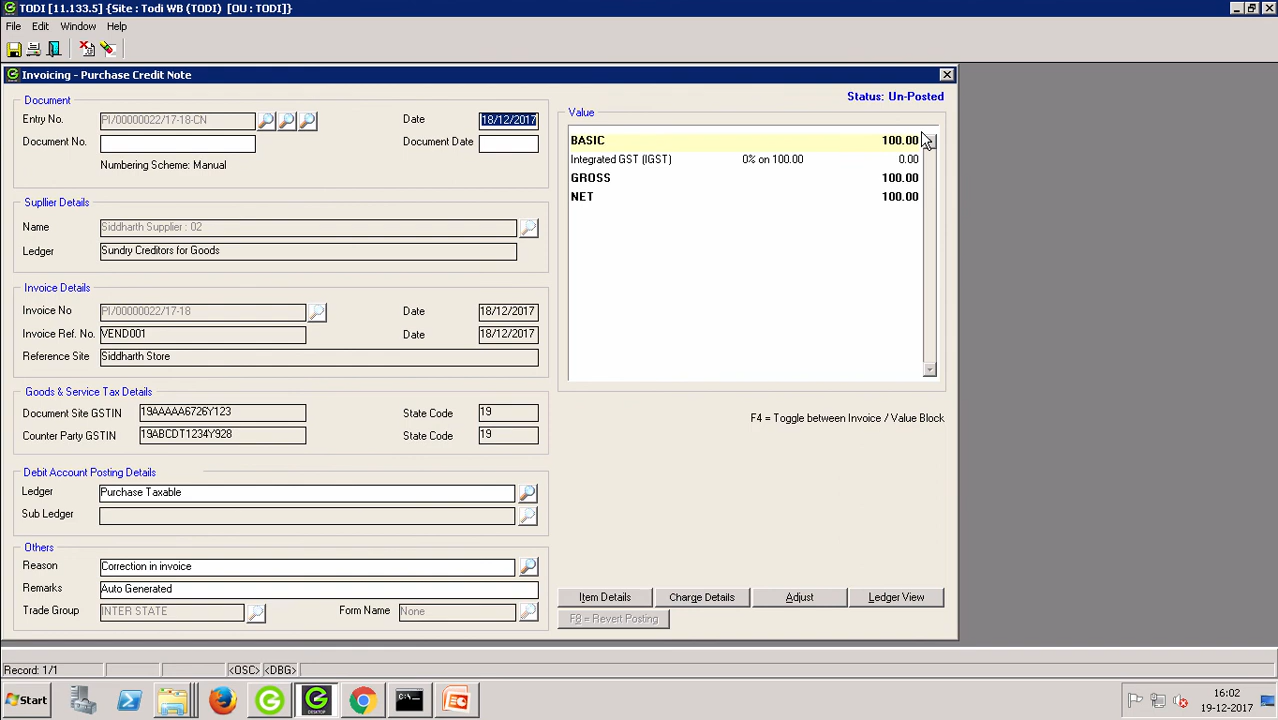 TODI [11.133.5] {Site : Todi WB (TODI) [OU : TODI]}
File Edit Window Help
Invoicing - Purchase Credit Note
Status: Un-Posted
Document
Entry No. PI/00000022/17-18-CN Date 18/12/2017
Document No. Document Date
Numbering Scheme: Manual
Supllier Details
Name Siddharth Supplier : 02
Ledger Sundry Creditors for Goods
Invoice Details
Invoice No PI/00000022/17-18 Date 18/12/2017
Invoice Ref. No. VEND001 Date 18/12/2017
Reference Site Siddharth Store
Goods & Service Tax Details
Document Site GSTIN 19AAAAA6726Y123 State Code 19
Counter Party GSTIN 19ABCDT1234Y928 State Code 19
Debit Account Posting Details
Ledger Purchase Taxable
Sub Ledger
Others
Reason Correction in invoice
Remarks Auto Generated
Trade Group INTER STATE Form Name None
Value
BASIC 100.00
Integrated GST (IGST) 0% on 100.00 0.00
GROSS 100.00
NET 100.00
F4 = Toggle between Invoice / Value Block
Item Details Charge Details Adjust Ledger View
F8 = Revert Posting
Record: 1/1 <OSC> <DBG>
Start DESKTOP 16:02
19-12-2017